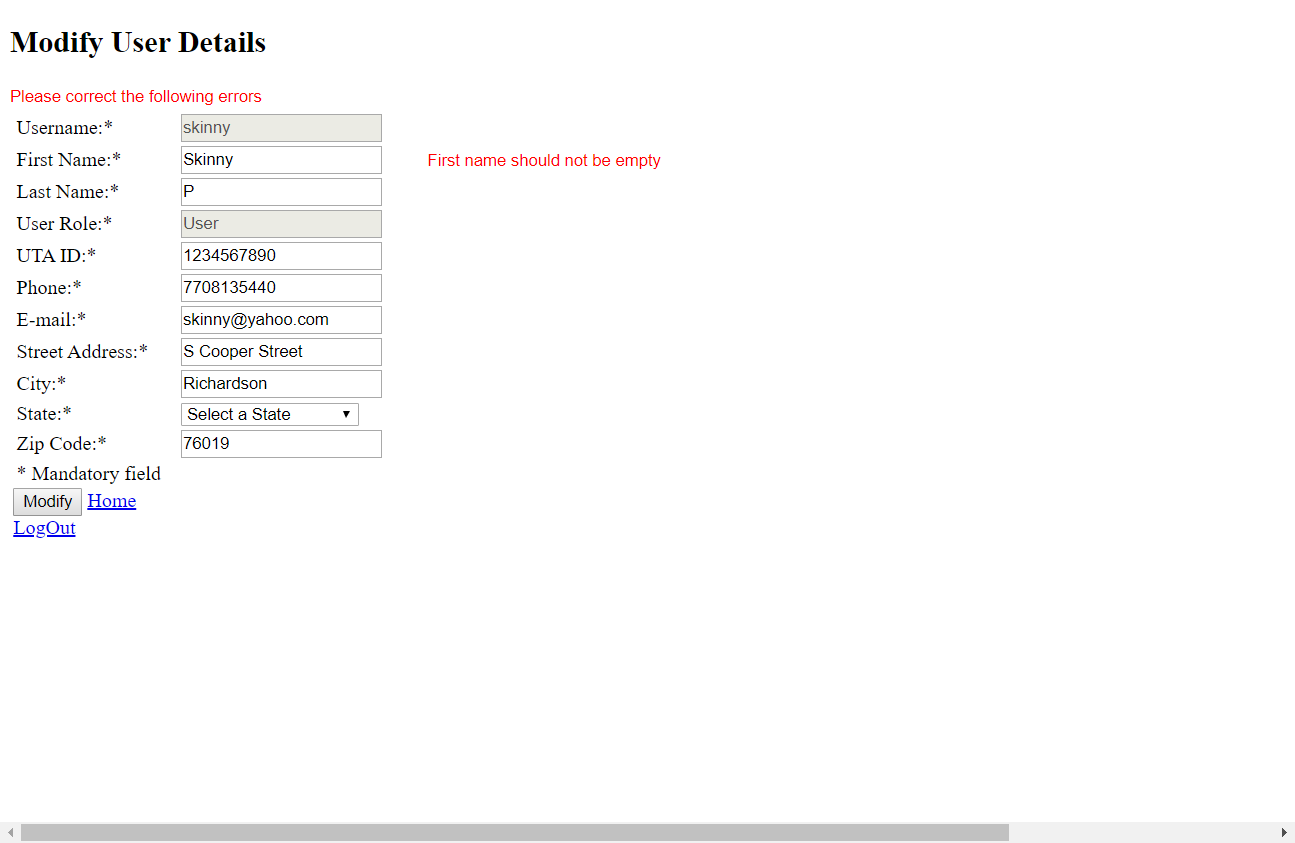 Modify User Details
Please correct the following errors
Username:* skinny
First Name:* Skinny First name should not be empty
Last Name:* P
User Role:* User
UTA ID:* 1234567890
Phone:* 7708135440
E-mail:* skinny@yahoo.com
Street Address:* S Cooper Street
City:* Richardson
State:* Select a State
Zip Code:* 76019
* Mandatory field
Modify Home
LogOut